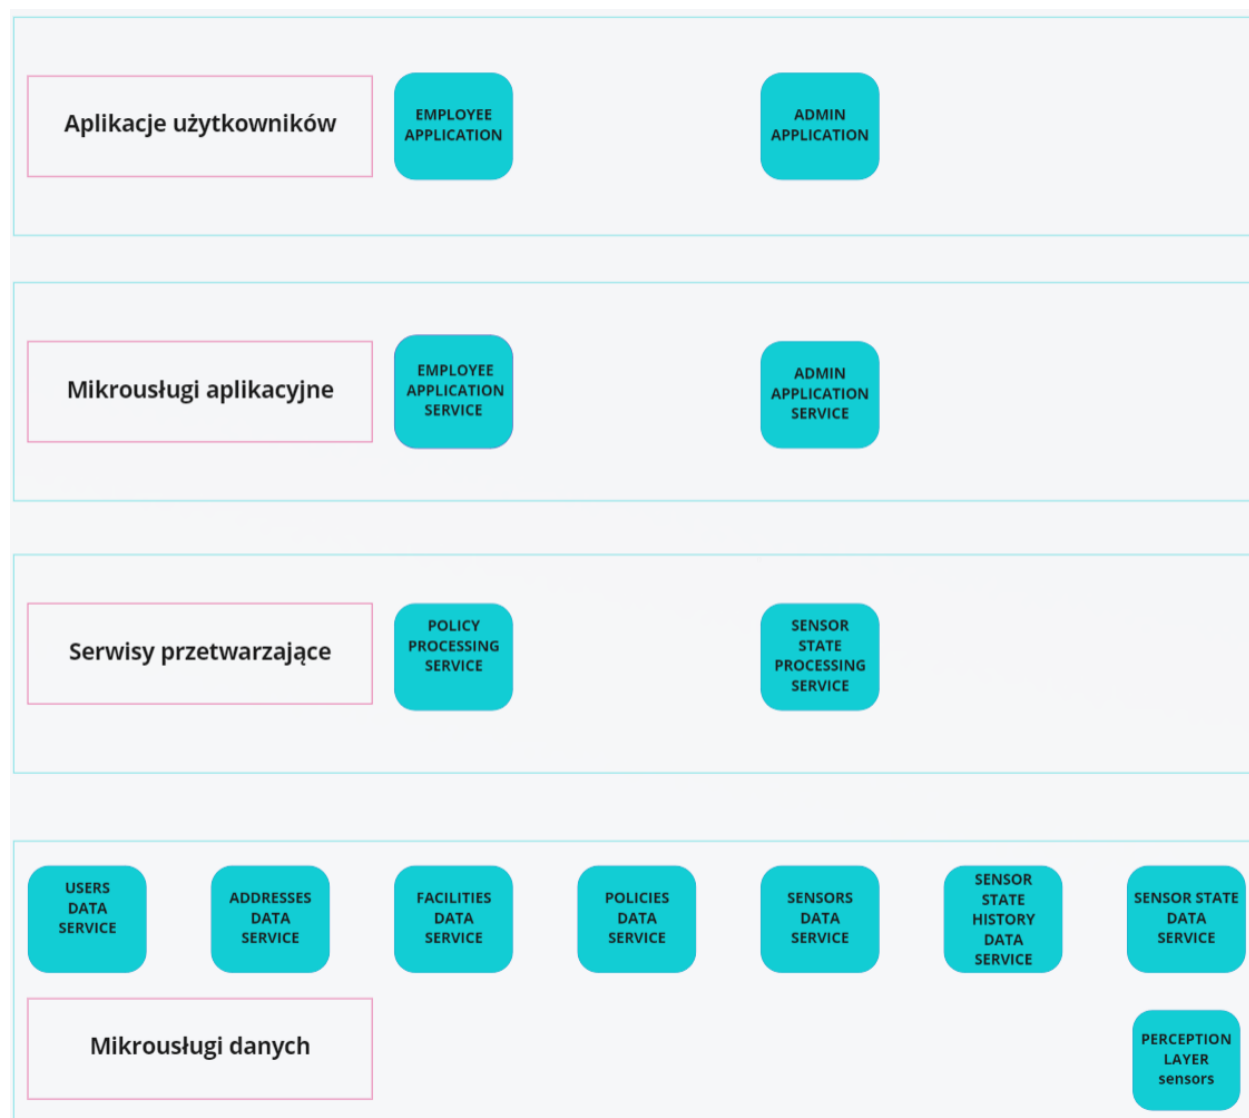 Aplikacje użytkowników
EMPLOYEE
APPLICATION
ADMIN
APPLICATION
Mikrousługi aplikacyjne
EMPLOYEE
APPLICATION
SERVICE
ADMIN
APPLICATION
SERVICE
Serwisy przetwarzające
POLICY
PROCESSING
SERVICE
SENSOR
STATE
PROCESSING
SERVICE
USERS
DATA
SERVICE
ADDRESSES
DATA
SERVICE
FACILITIES
DATA
SERVICE
POLICIES
DATA
SERVICE
SENSORS
DATA
SERVICE
SENSOR
STATE
HISTORY
DATA
SERVICE
SENSOR STATE
DATA
SERVICE
Mikrousługi danych
PERCEPTION
LAYER
sensors